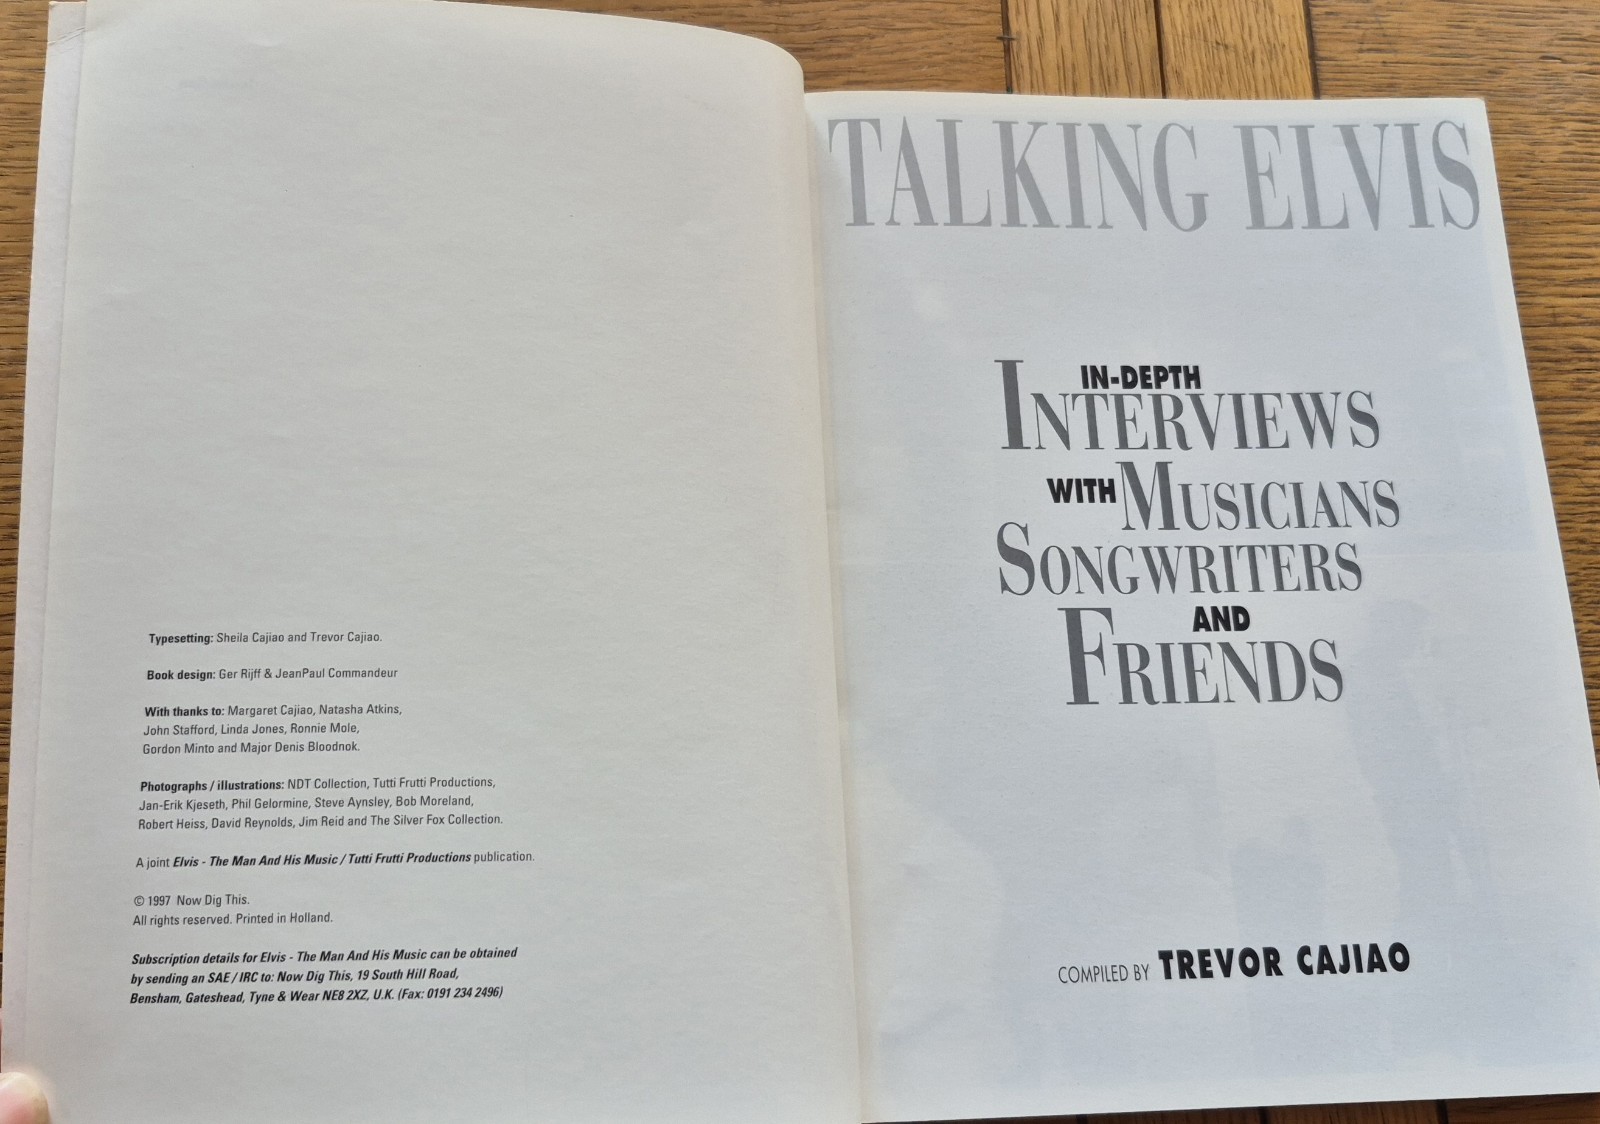 Typesetting: Sheila Cajiao and Trevor Cajiao.
Book design: Ger Rijff & JeanPaul Commandeur
With thanks to: Margaret Cajiao, Natasha Atkins,
John Stafford, Linda Jones, Ronnie Mole,
Gordon Minto and Major Denis Bloodnok.
Photographs / illustrations: NDT Collection, Tutti Frutti Productions,
Jan-Erik Kjeseth, Phil Gelormine, Steve Aynsley, Bob Moreland,
Robert Heiss, David Reynolds, Jim Reid and The Silver Fox Collection.
A joint Elvis - The Man And His Music / Tutti Frutti Productions publication.
© 1997 Now Dig This.
All rights reserved. Printed in Holland.
Subscription details for Elvis - The Man And His Music can be obtained
by sending an SAE / IRC to: Now Dig This, 19 South Hill Road,
Bensham, Gateshead, Tyne & Wear NE8 2XZ, U.K. (Fax: 0191 234 2496)
TALKING ELVIS
IN-DEPTH
INTERVIEWS
WITH MUSICIANS
SONGWRITERS
AND
FRIENDS
COMPILED BY TREVOR CAJIAO